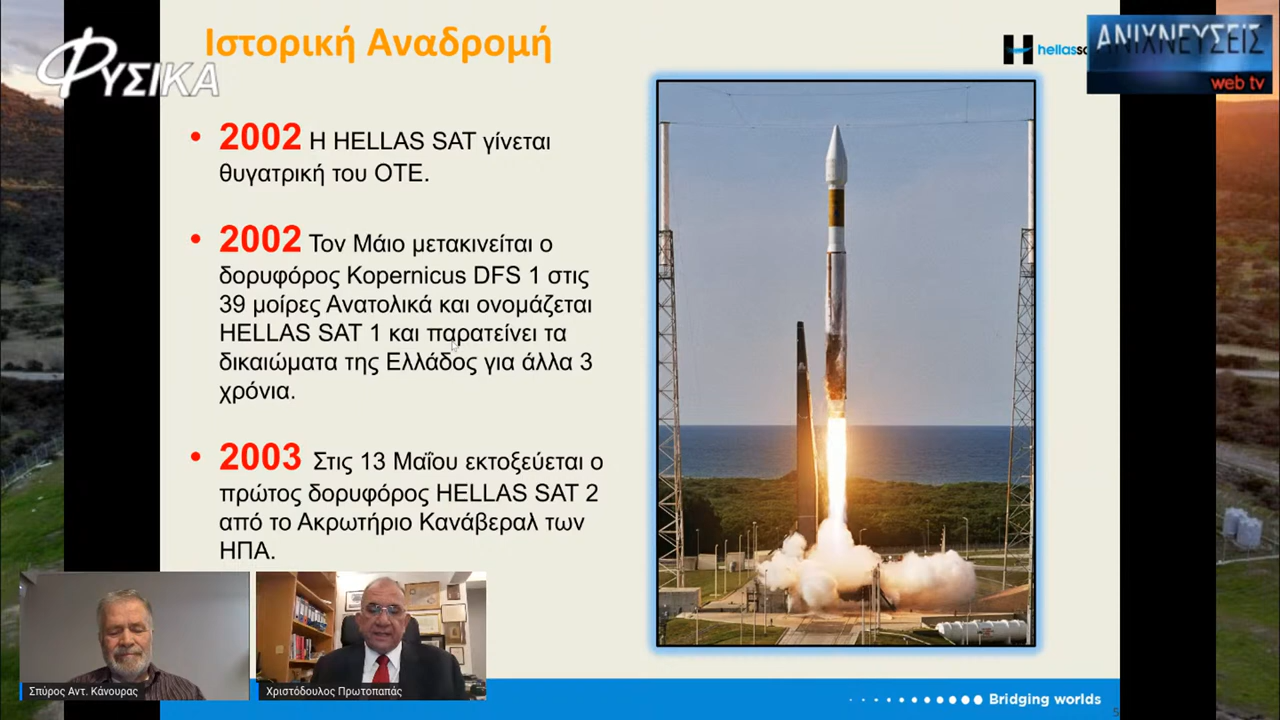 Ιστορική Αναδρομή
ΦΥΣΙΚΑ
hellas
ΑΝΙΧΝΕΥΣΕΙΣ
web tv
• 2002 Η HELLAS SAT γίνεται
θυγατρική του ΟΤΕ.
• 2002 Τον Μάιο μετακινείται ο
δορυφόρος Kopernicus DFS 1 στις
39 μοίρες Ανατολικά και ονομάζεται
HELLAS SAT 1 και παρατείνει τα
δικαιώματα της Ελλάδος για άλλα 3
χρόνια.
• 2003 Στις 13 Μαΐου εκτοξεύεται ο
πρώτος δορυφόρος HELLAS SAT 2
από το Ακρωτήριο Κανάβεραλ των
ΗΠΑ.
Σπύρος Αντ. Κάνουρας
Χριστόδουλος Πρωτοπαπάς
Bridging worlds
5